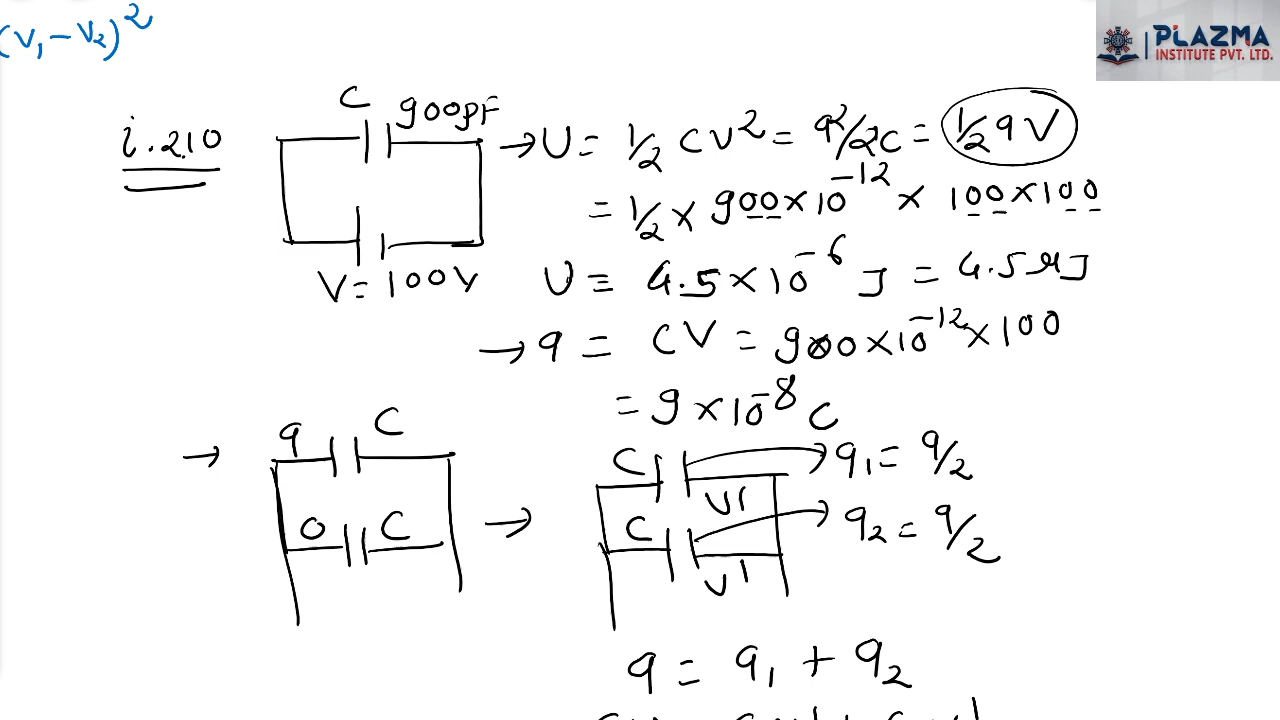 (V₁ - V₂)²
PLAZMA
INSTITUTE PVT. LTD.
i.210
C
900pF
V = 100V
→ U = 1/2 CV² = q²/2C = 1/2 qV
= 1/2 × 900 × 10⁻¹² × 100 × 100
U = 4.5 × 10⁻⁶ J = 4.5 μJ
→ q = CV = 900 × 10⁻¹² × 100
= 9 × 10⁻⁸ C
→ q C
0 C
→ C V' q₁ = q/2
C V' q₂ = q/2
q = q₁ + q₂